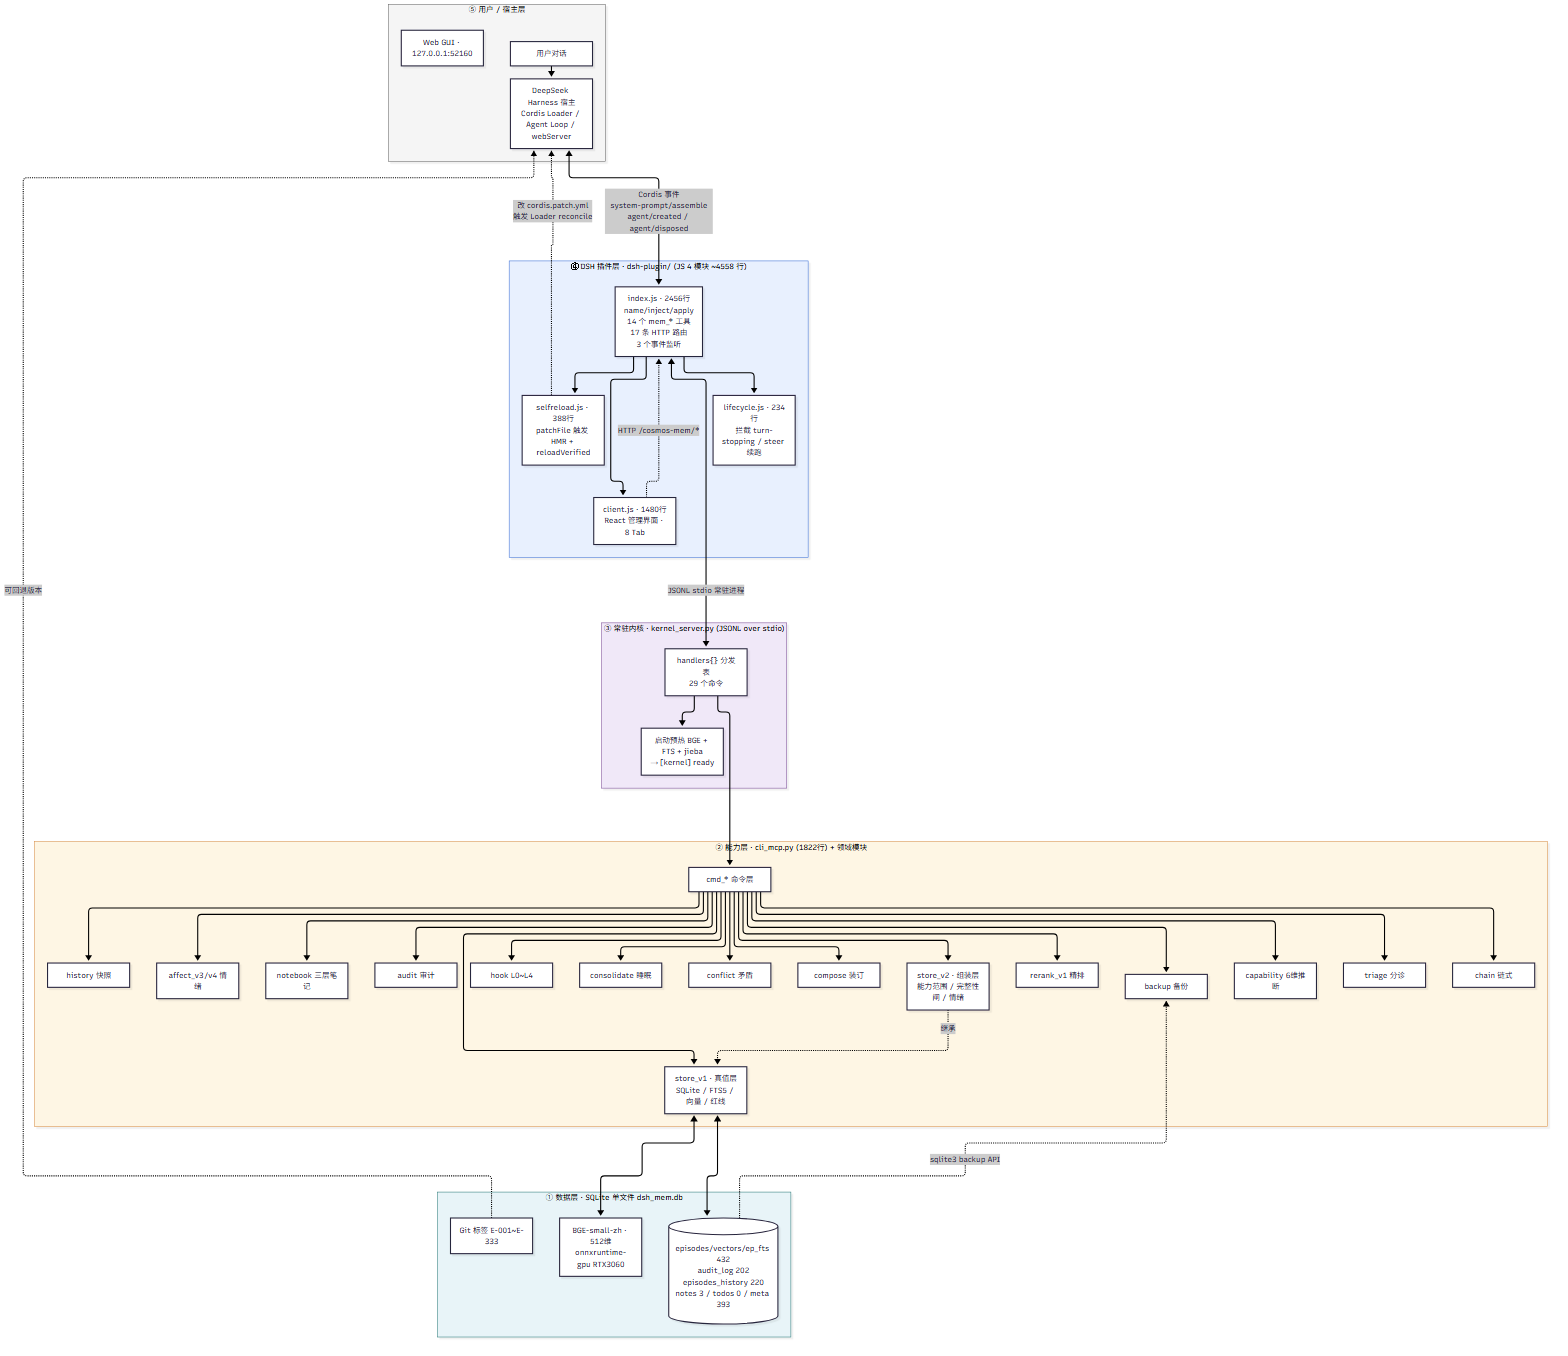 ⑤ 用户 / 宿主层
Web GUI ·
127.0.0.1:52160
用户对话
DeepSeek
Harness 宿主
Cordis Loader /
Agent Loop /
webServer
改 cordis.patch.yml
触发 Loader reconcile
Cordis 事件
system-prompt/assemble
agent/created /
agent/disposed
④ DSH 插件层 · dsh-plugin/ (JS 4 模块 ~4558 行)
index.js · 2456行
name/inject/apply
14 个 mem_* 工具
17 条 HTTP 路由
3 个事件监听
selfreload.js ·
388行
patchFile 触发
HMR +
reloadVerified
HTTP /cosmos-mem/*
lifecycle.js · 234
行
拦截 turn-
stopping / steer
续跑
client.js · 1480行
React 管理界面 ·
8 Tab
可回退版本
JSONL stdio 常驻进程
③ 常驻内核 · kernel_server.py (JSONL over stdio)
handlers{} 分发
表
29 个命令
启动预热 BGE +
FTS + jieba
→ [kernel] ready
② 能力层 · cli_mcp.py (1822行) + 领域模块
cmd_* 命令层
history 快照
affect_v3/v4 情
绪
notebook 三层笔
记
audit 审计
hook L0~L4
consolidate 睡眠
conflict 矛盾
compose 装订
store_v2 · 组装层
能力范围 / 完整性
闸 / 情绪
rerank_v1 精排
backup 备份
capability 6维推
断
triage 分诊
chain 链式
继承
store_v1 · 真值层
SQLite / FTS5 /
向量 / 红线
sqlite3 backup API
① 数据层 · SQLite 单文件 dsh_mem.db
Git 标签 E-001~E-
333
BGE-small-zh ·
512维
onnxruntime-
gpu RTX3060
episodes/vectors/ep_fts
432
audit_log 202
episodes_history 220
notes 3 / todos 0 / meta
393